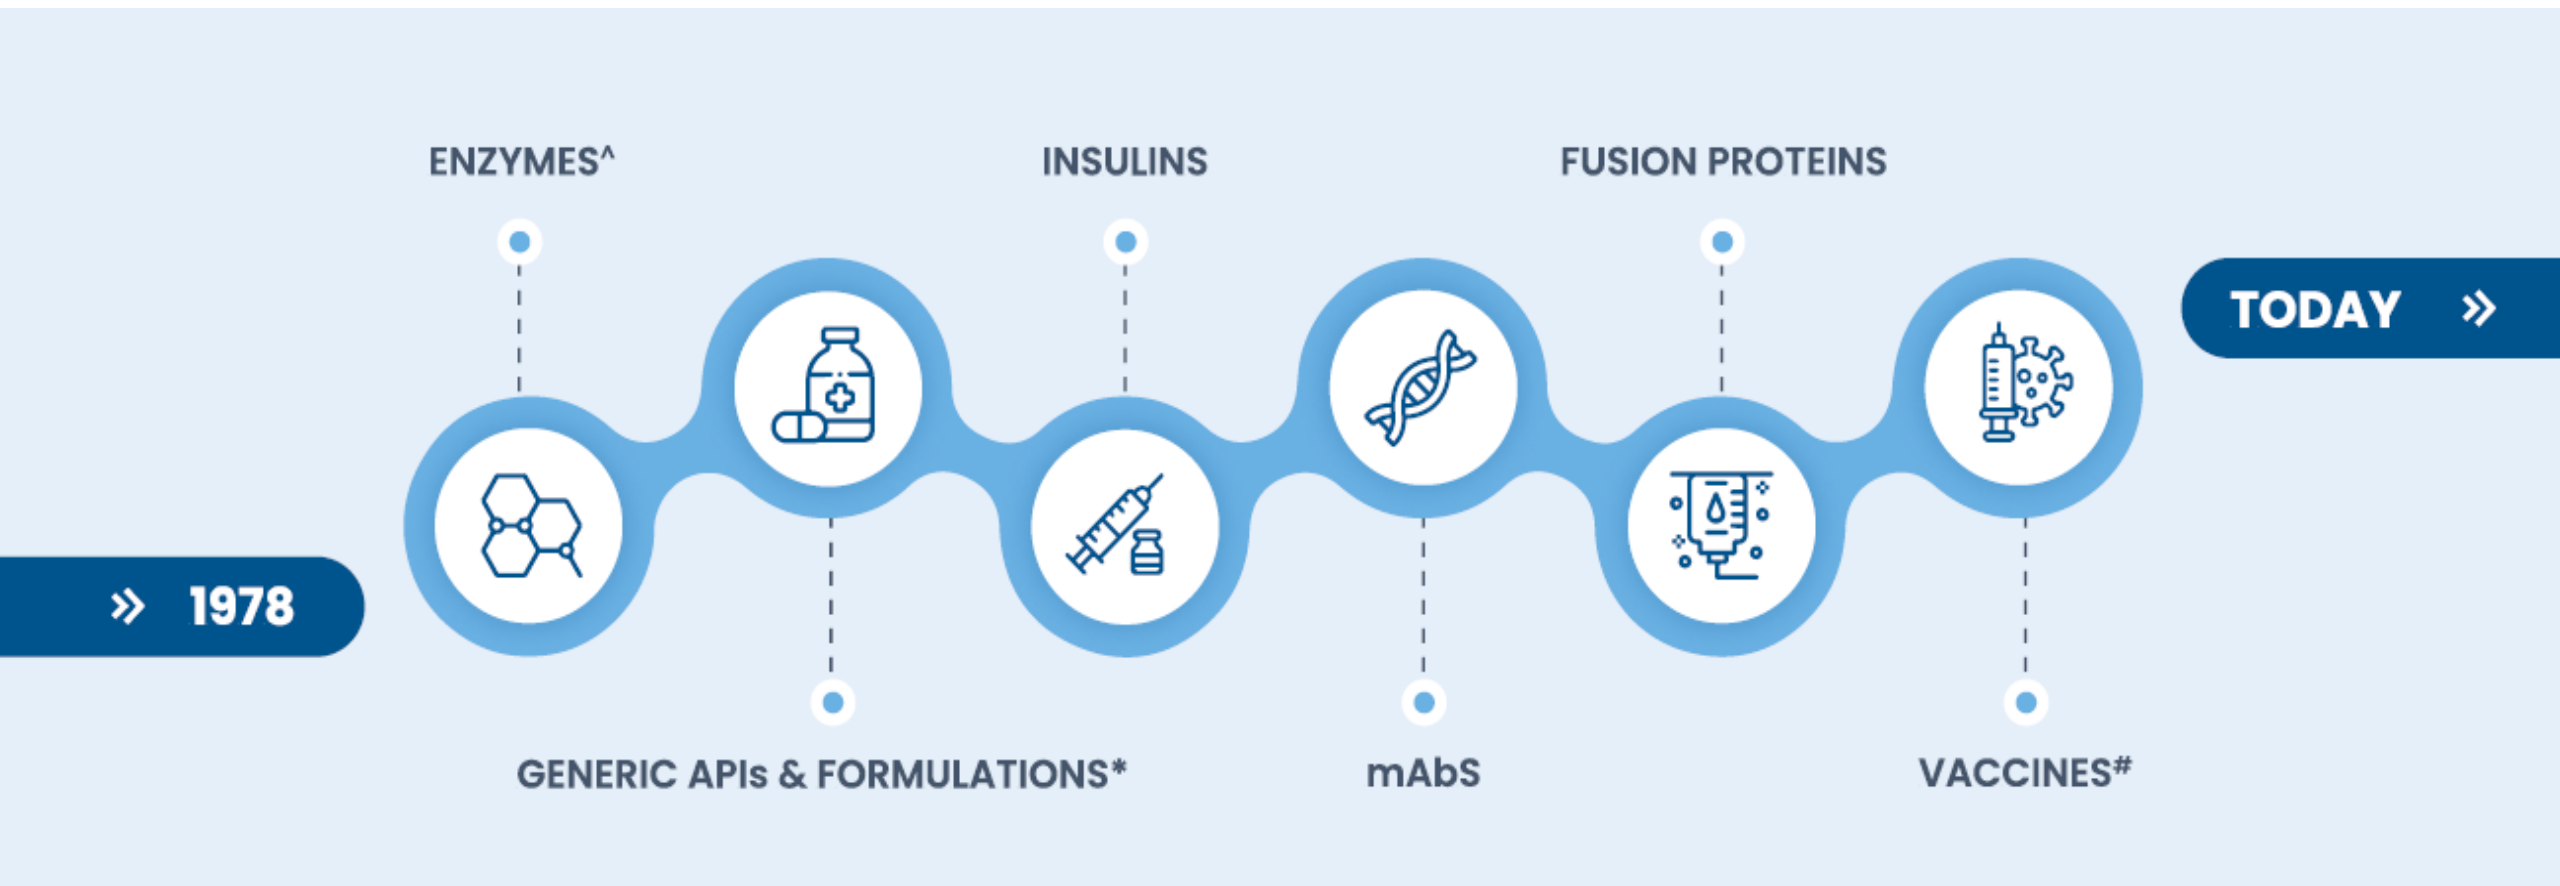 ENZYMES^
INSULINS
FUSION PROTEINS
TODAY »
» 1978
GENERIC APIs & FORMULATIONS*
mAbS
VACCINES#